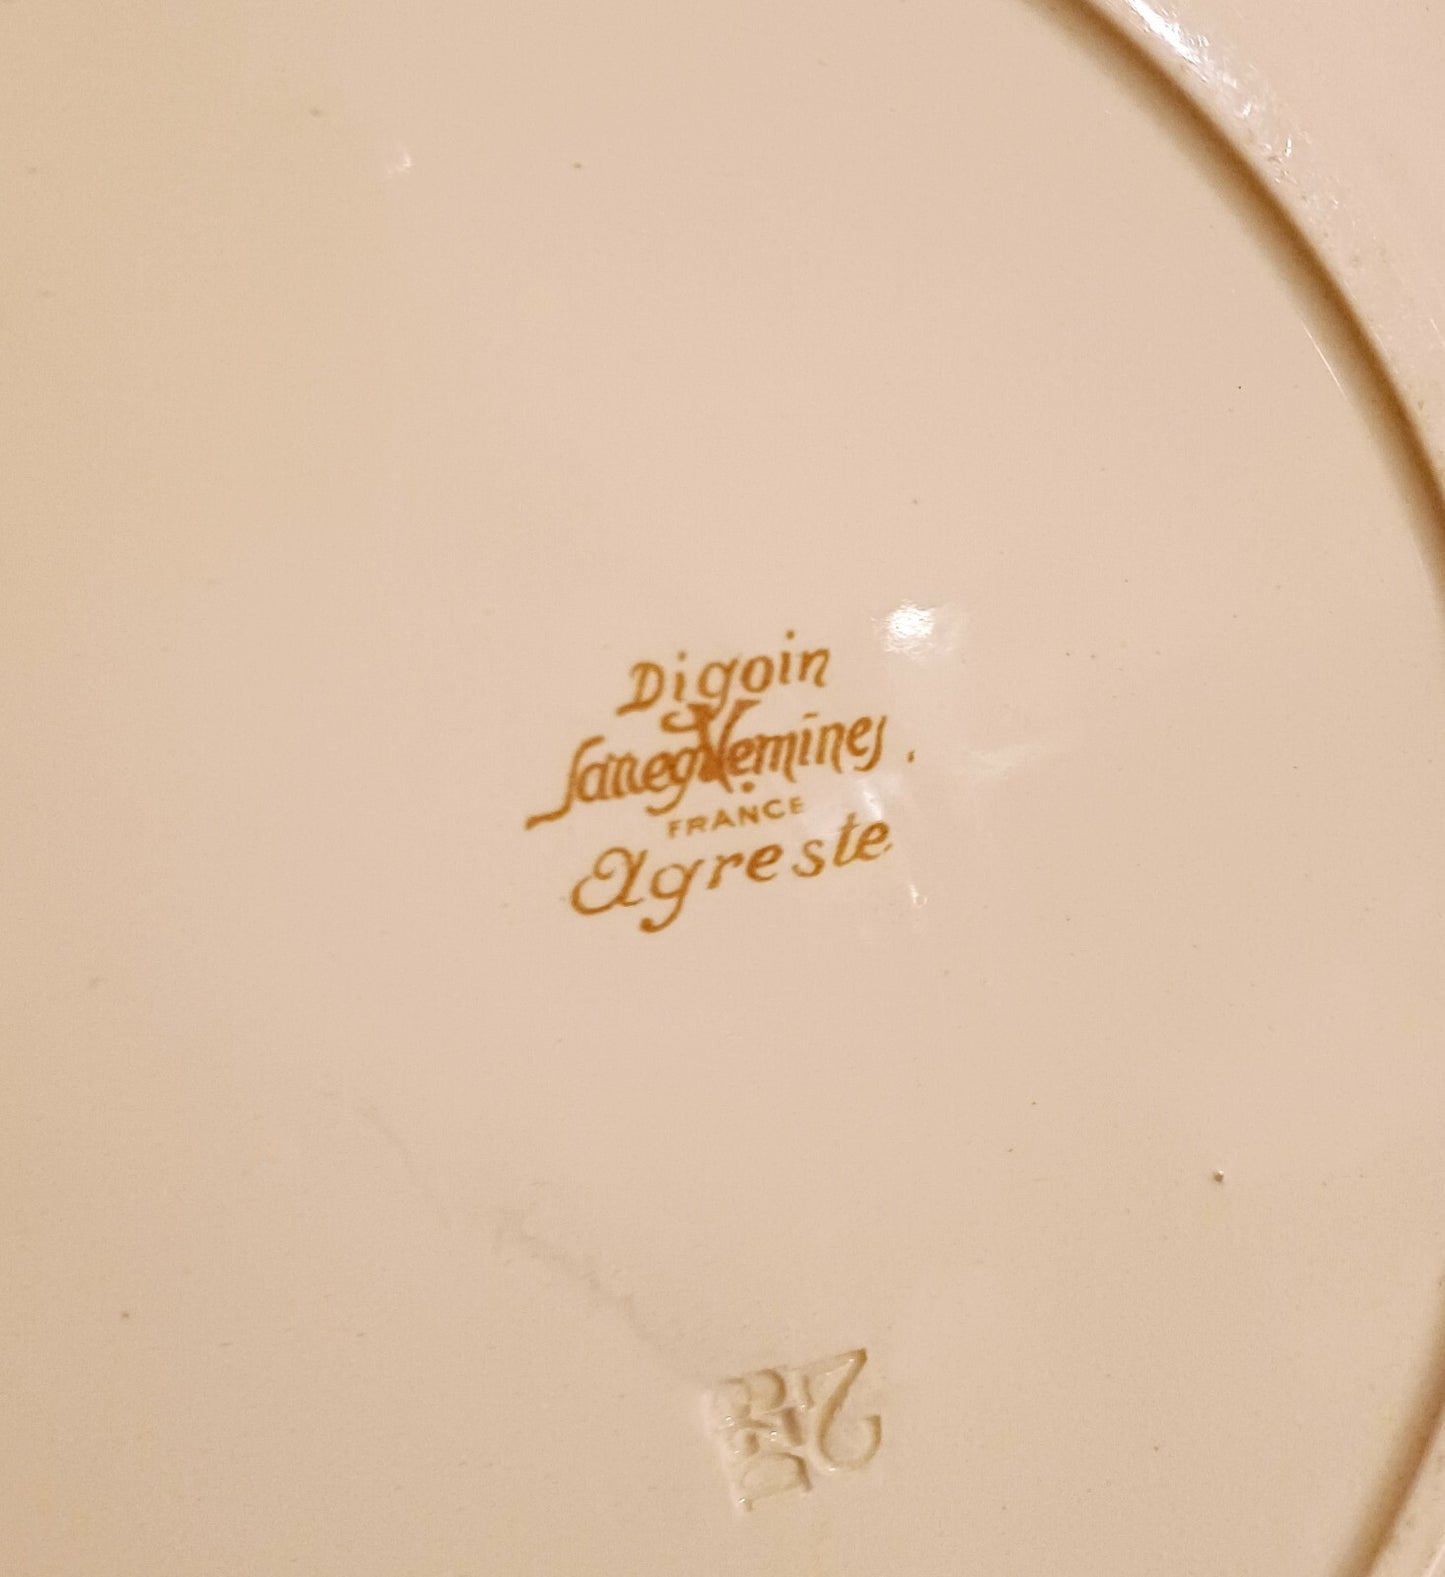 Digoin
Sarreguemines.
FRANCE
Agreste